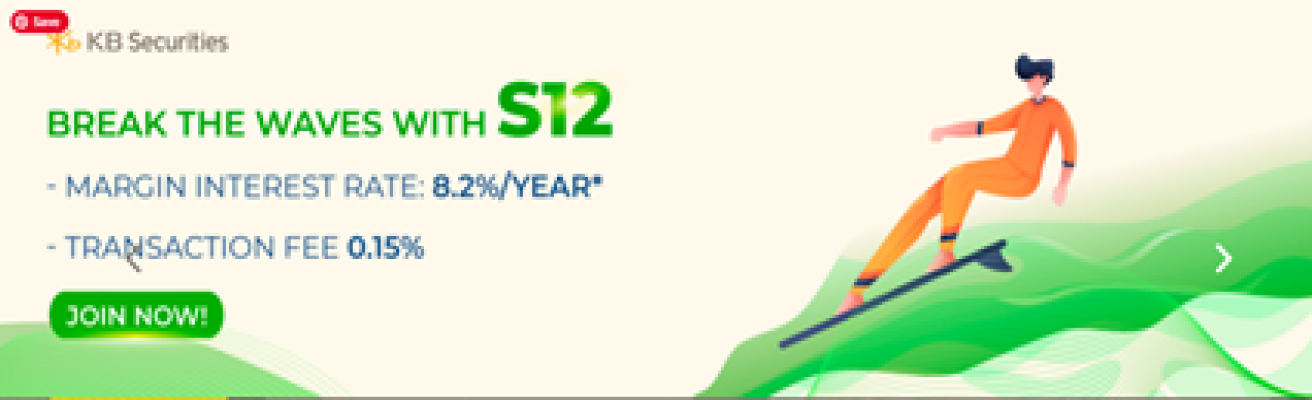 Save
KB Securities
BREAK THE WAVES WITH S12
- MARGIN INTEREST RATE: 8.2%/YEAR*
- TRANSACTION FEE 0.15%
JOIN NOW!